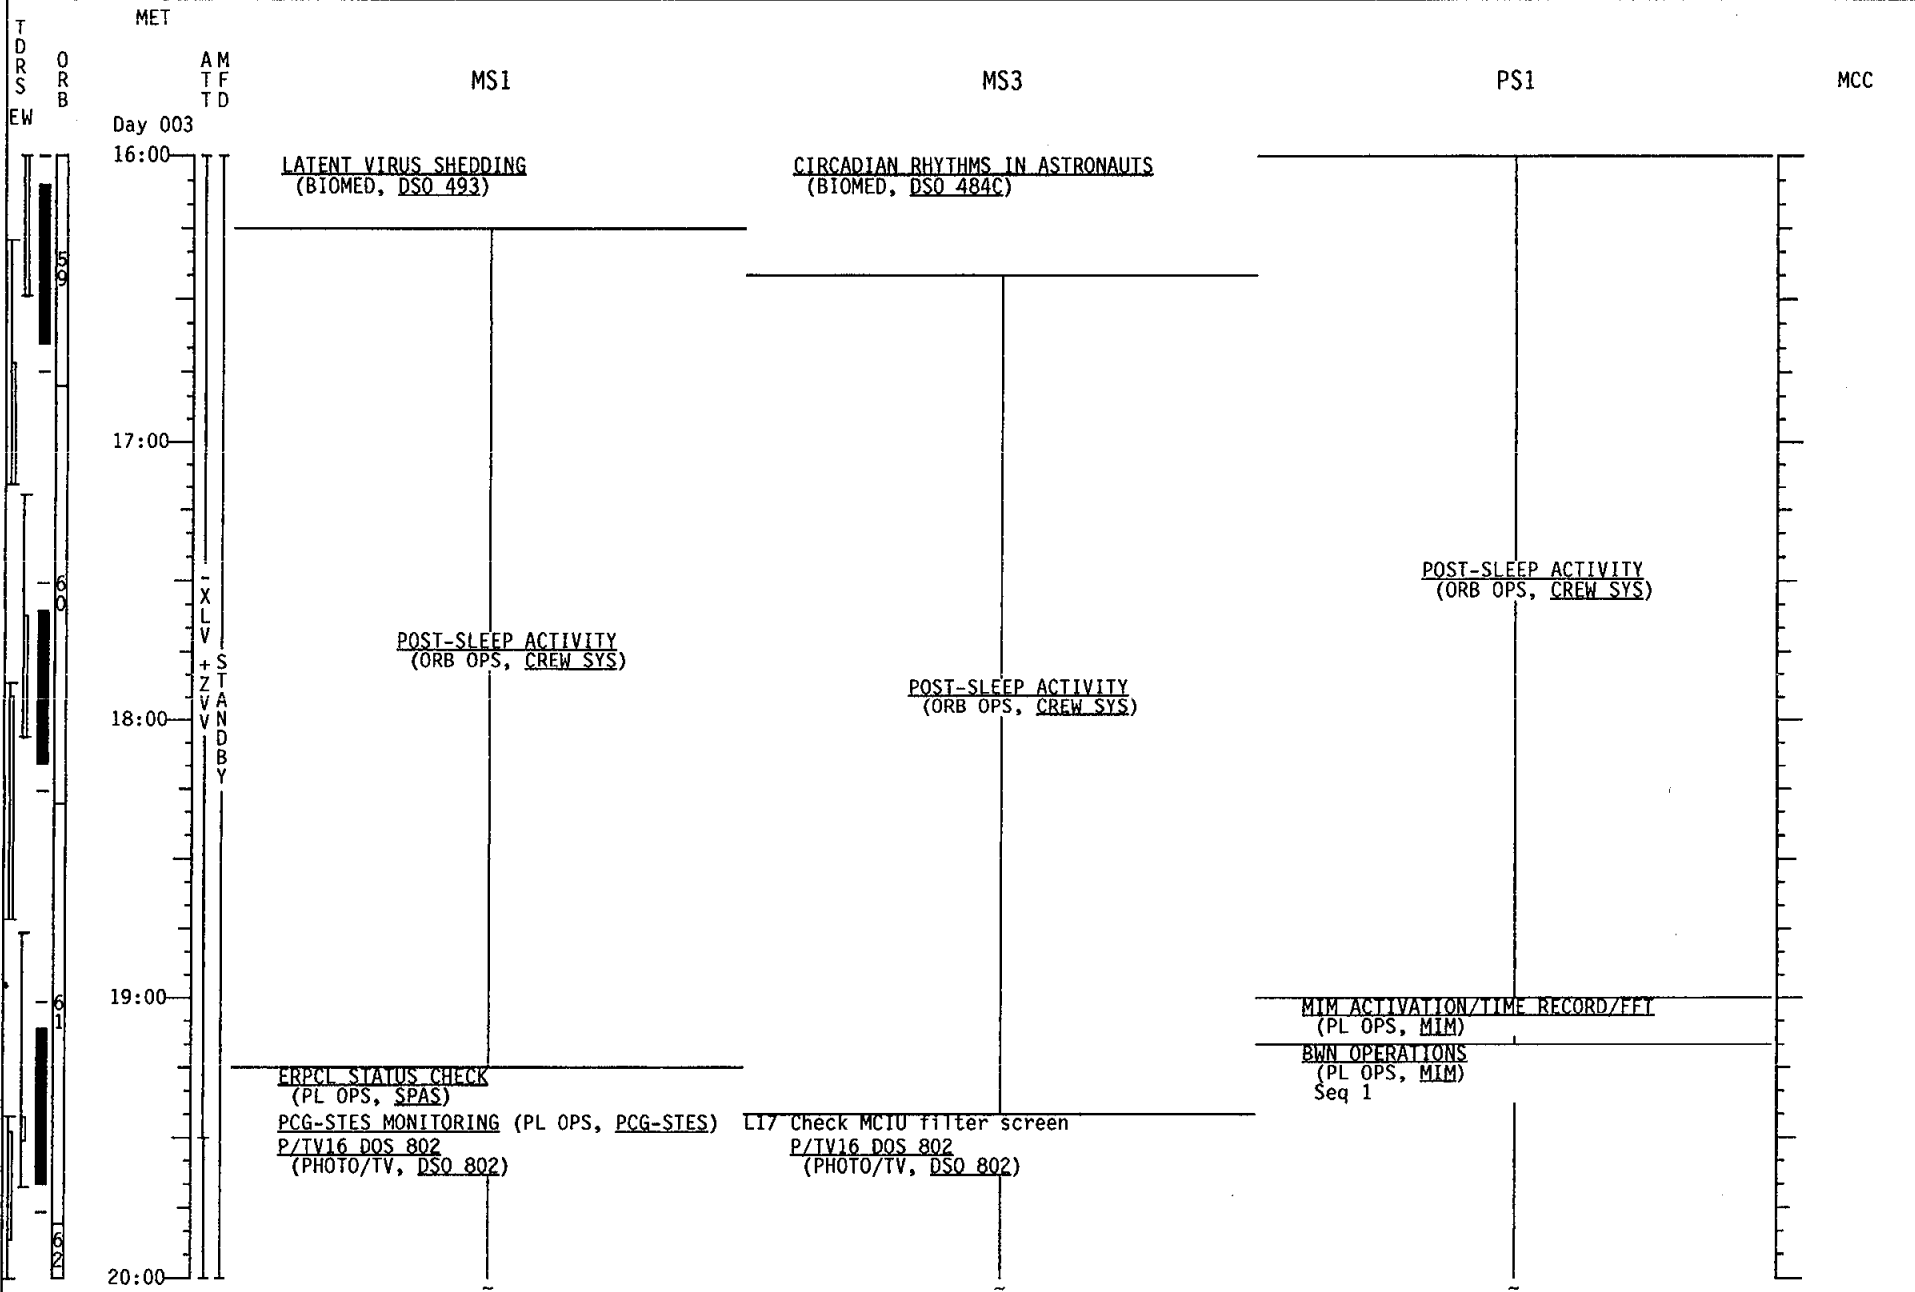 MET
TDRS
ORB
ATT
MFD
MS1
MS3
PS1
MCC
EW
Day 003
16:00
LATENT VIRUS SHEDDING
(BIOMED, DSO 493)
CIRCADIAN RHYTHMS IN ASTRONAUTS
(BIOMED, DSO 484C)
59
17:00
60
-XLV +ZVV
STANDBY
POST-SLEEP ACTIVITY
(ORB OPS, CREW SYS)
POST-SLEEP ACTIVITY
(ORB OPS, CREW SYS)
POST-SLEEP ACTIVITY
(ORB OPS, CREW SYS)
18:00
19:00
61
MIM ACTIVATION/TIME RECORD/FFT
(PL OPS, MIM)
BWN OPERATIONS
(PL OPS, MIM)
Seq 1
ERPCL STATUS CHECK
(PL OPS, SPAS)
PCG-STES MONITORING (PL OPS, PCG-STES)
P/TV16 DOS 802
(PHOTO/TV, DSO 802)
L17 Check MCIU filter screen
P/TV16 DOS 802
(PHOTO/TV, DSO 802)
62
20:00
~ ~ ~